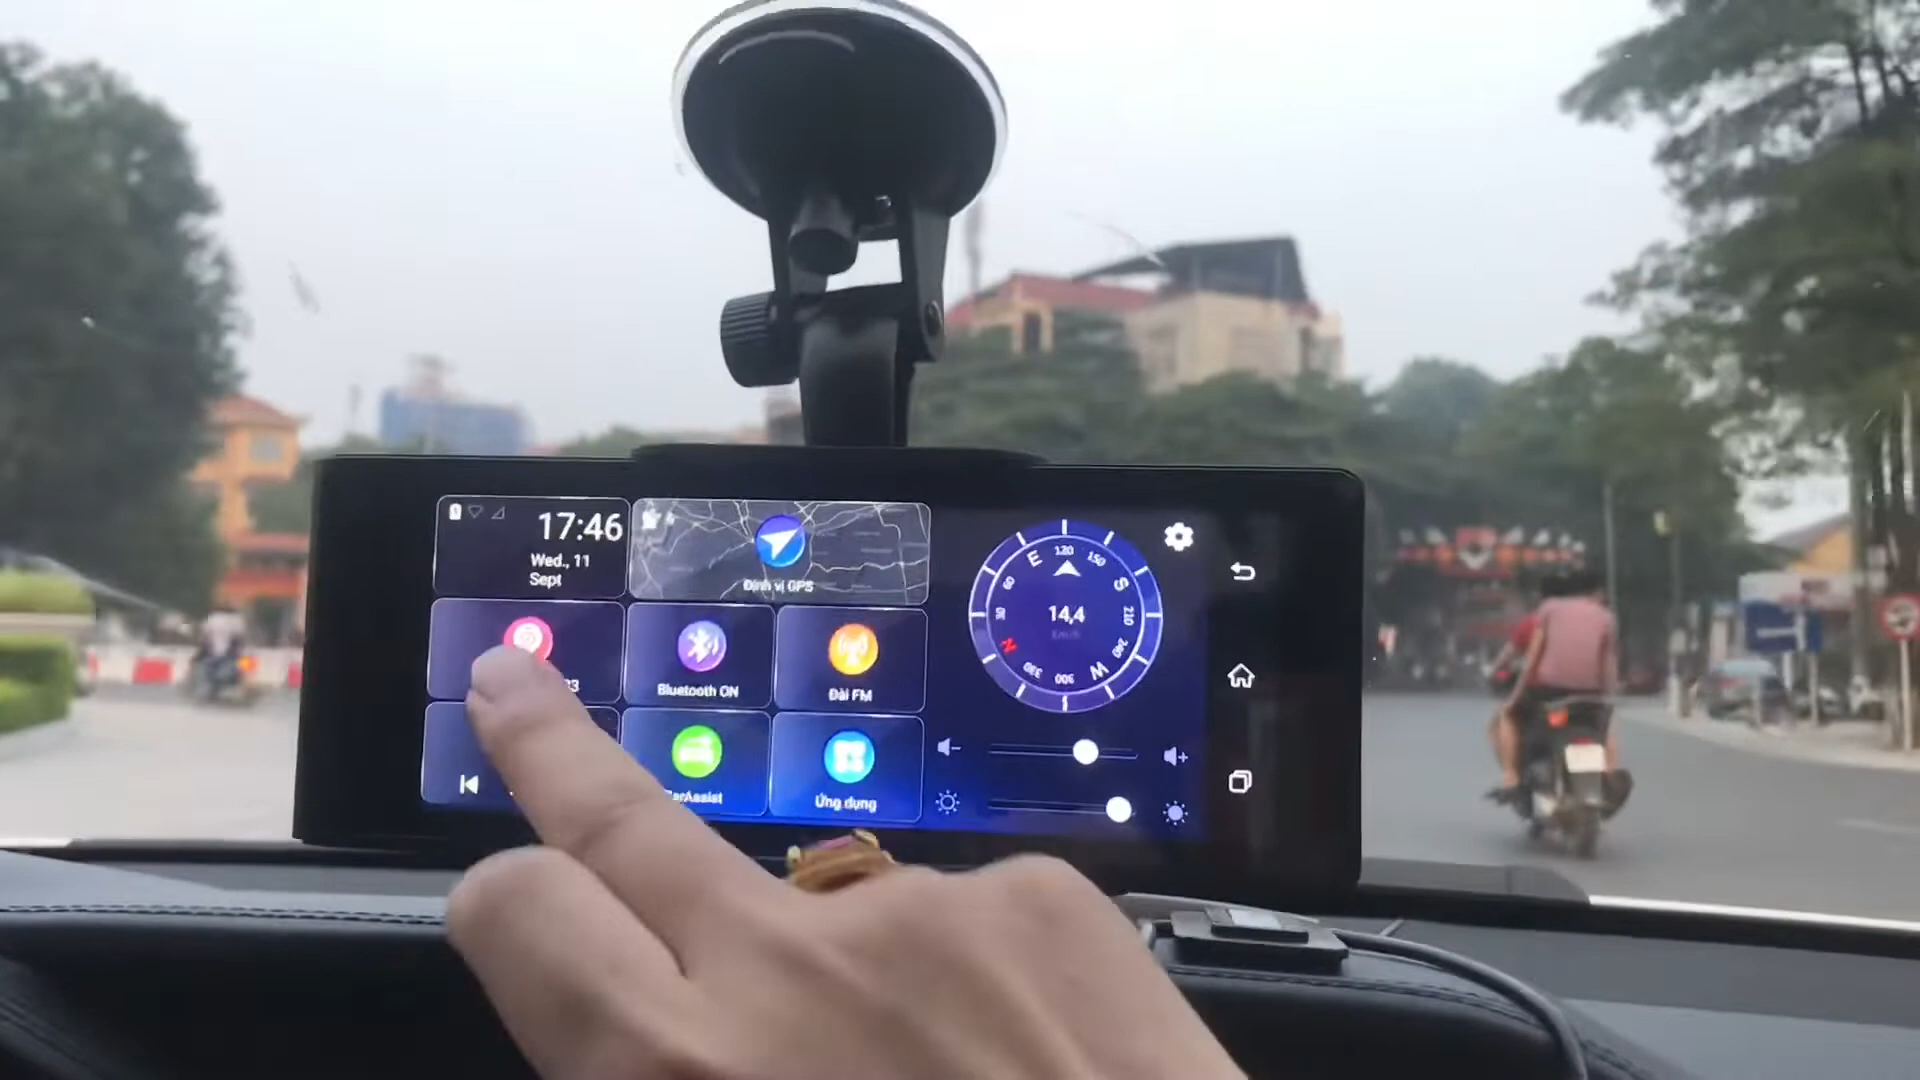 17:46
Wed., 11
Sept
Định vị GPS
Bluetooth ON
Đài FM
Ứng dụng
14,4
Km/h
E
120
150
S
210
240
W
300
330
N
30
60